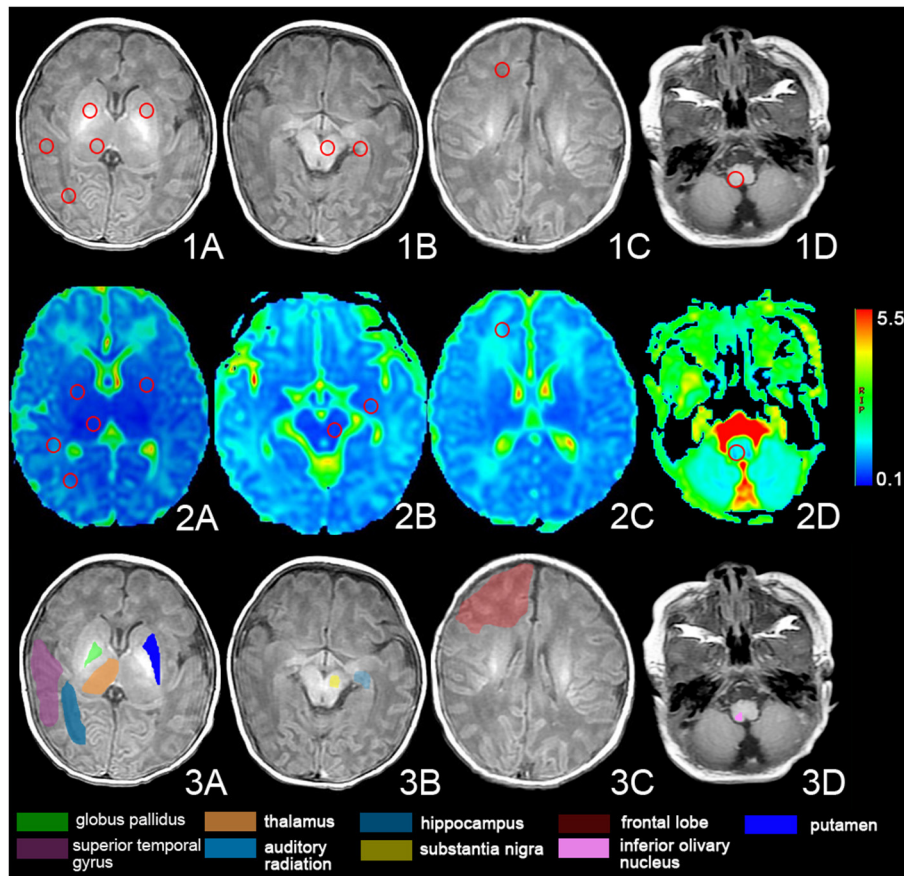 1A
1B
1C
1D
5.5
RIP
0.1
2A
2B
2C
2D
3A
3B
3C
3D
globus pallidus
thalamus
hippocampus
frontal lobe
putamen
superior temporal
gyrus
auditory
radiation
substantia nigra
inferior olivary
nucleus